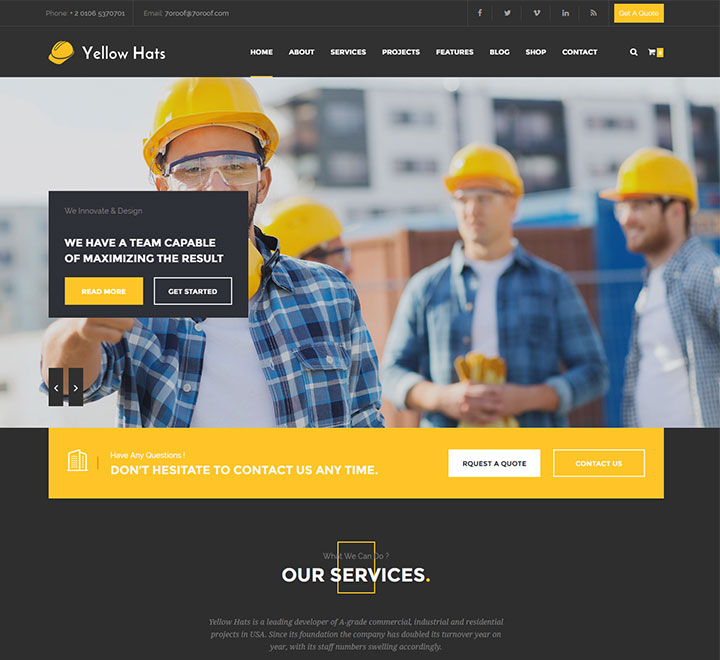 Phone: + 2 0106 5370701
Email: 7oroof@7oroof.com
Get A Quote
Yellow Hats
HOME ABOUT SERVICES PROJECTS FEATURES BLOG SHOP CONTACT
We Innovate & Design
WE HAVE A TEAM CAPABLE
OF MAXIMIZING THE RESULT
READ MORE
GET STARTED
Have Any Questions !
DON'T HESITATE TO CONTACT US ANY TIME.
RQUEST A QUOTE
CONTACT US
What We Can Do ?
OUR SERVICES.
Yellow Hats is a leading developer of A-grade commercial, industrial and residential
projects in USA. Since its foundation the company has doubled its turnover year on
year, with its staff numbers swelling accordingly.